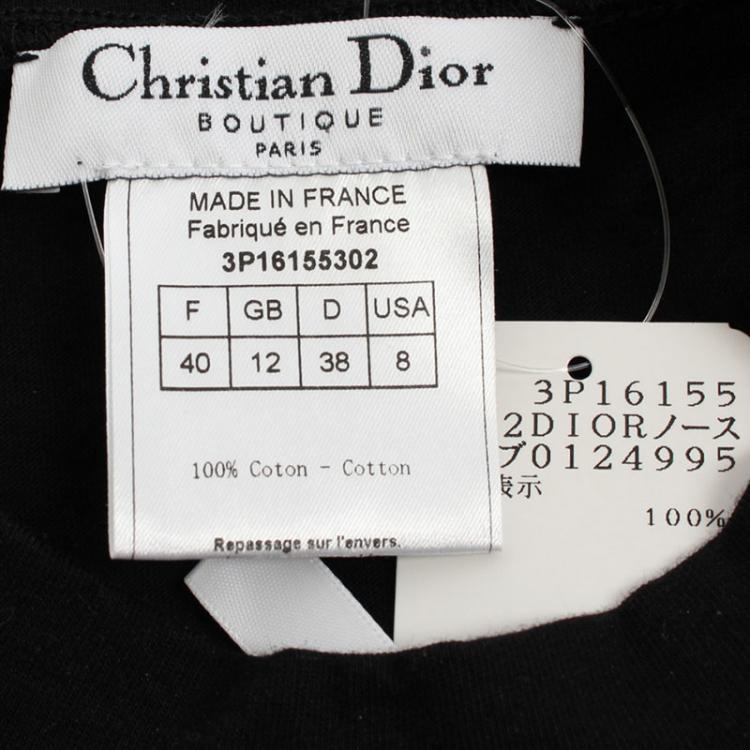 Christian Dior
BOUTIQUE
PARIS
MADE IN FRANCE
Fabriqué en France
3P16155302
F GB D USA
40 12 38 8
100% Coton - Cotton
Repassage sur l'envers.
3P16155
2DIORノース
ブ0124995
表示
100%